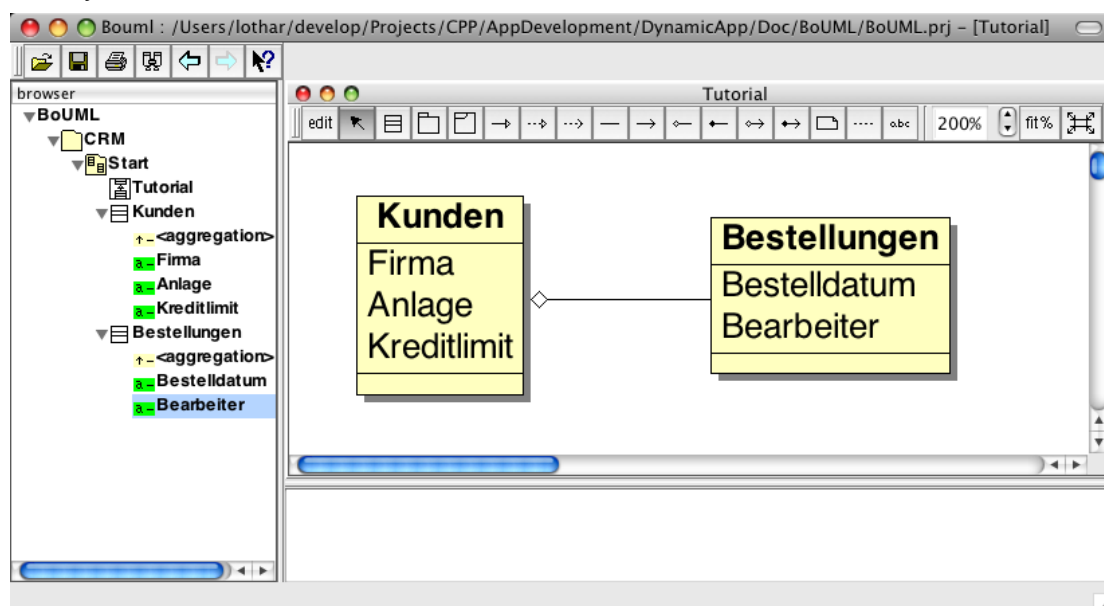 Bouml : /Users/lothar/develop/Projects/CPP/AppDevelopment/DynamicApp/Doc/BoUML/BoUML.prj – [Tutorial]
browser
BoUML
CRM
Start
Tutorial
Kunden
<aggregation>
Firma
Anlage
Kreditlimit
Bestellungen
<aggregation>
Bestelldatum
Bearbeiter
Tutorial
edit abc 200% fit%
Kunden
Firma
Anlage
Kreditlimit
Bestellungen
Bestelldatum
Bearbeiter